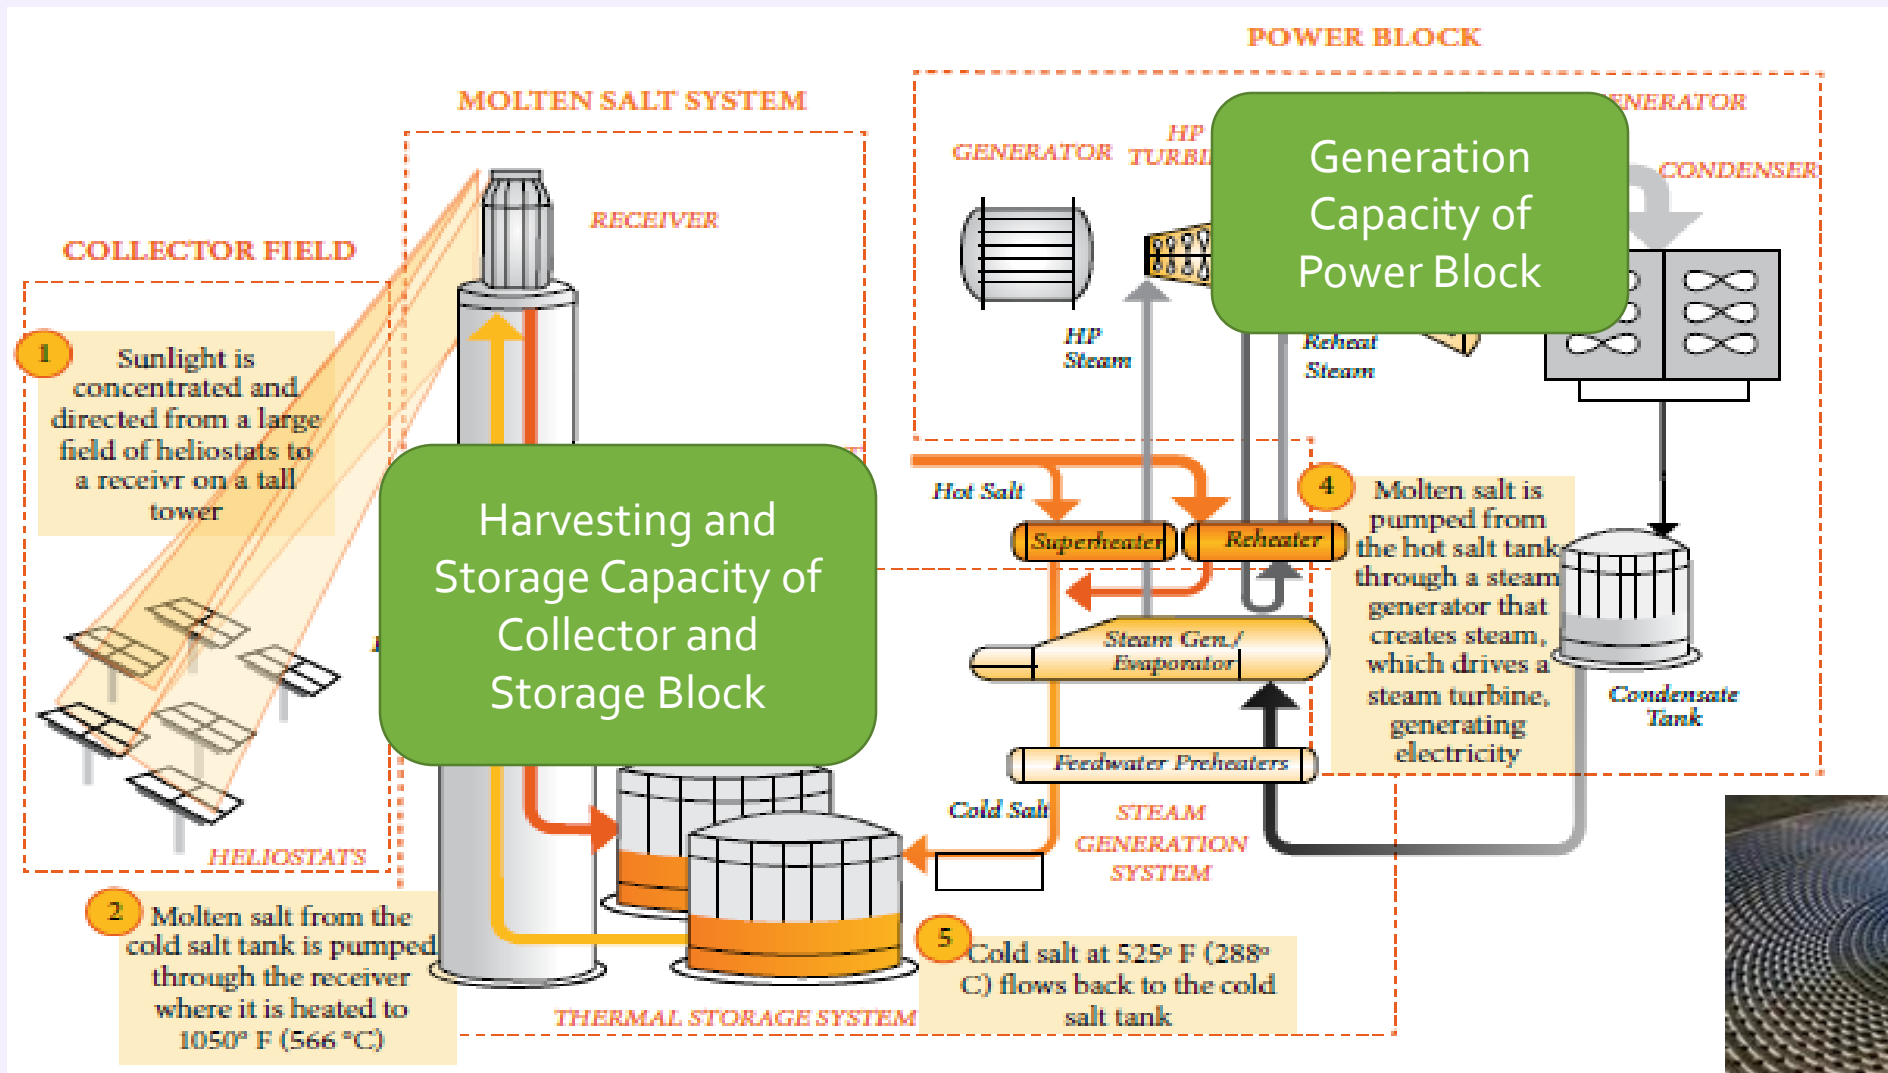 POWER BLOCK
MOLTEN SALT SYSTEM
COLLECTOR FIELD
GENERATOR
HP
RECEIVER
CONDENSER
Generation
Capacity of
Power Block
HP
Steam
Reheat
Steam
1
Sunlight is
concentrated and
directed from a large
field of heliostats to
a receivr on a tall
tower
Harvesting and
Storage Capacity of
Collector and
Storage Block
Hot Salt
Superheater
Reheater
Steam Gen./
Evaporator
Feedwater Preheaters
Cold Salt
STEAM
GENERATION
SYSTEM
4
Molten salt is
pumped from
the hot salt tank
through a steam
generator that
creates steam,
which drives a
steam turbine,
generating
electricity
Condensate
Tank
HELIOSTATS
2
Molten salt from the
cold salt tank is pumped
through the receiver
where it is heated to
1050º F (566 ºC)
THERMAL STORAGE SYSTEM
5
Cold salt at 525º F (288º
C) flows back to the cold
salt tank